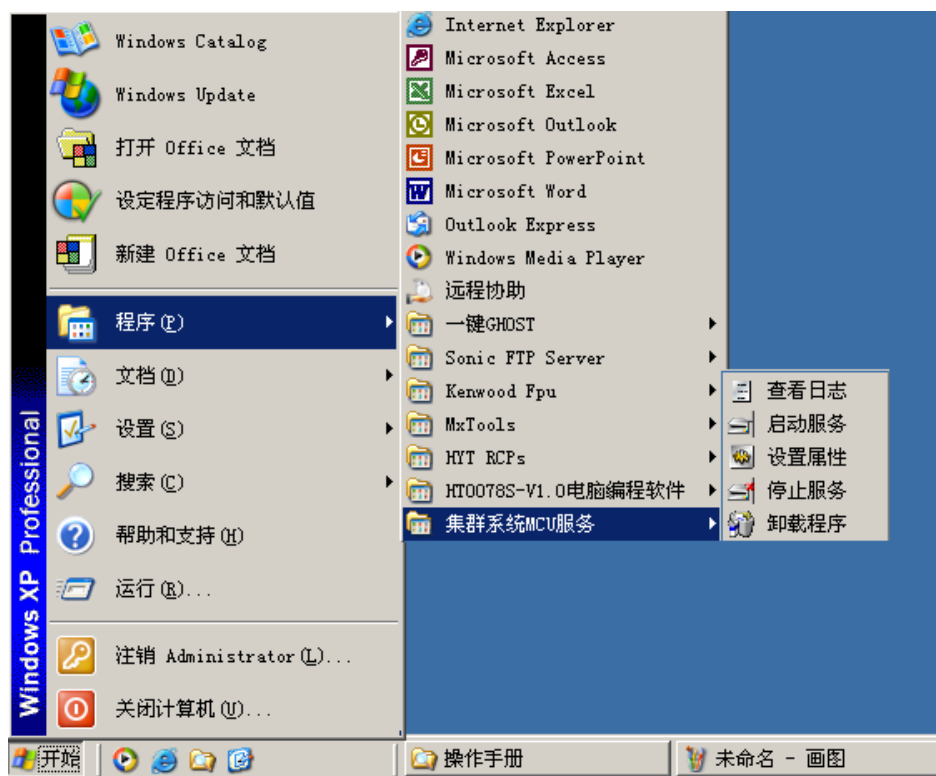 Windows Catalog
Windows Update
打开 Office 文档
设定程序访问和默认值
新建 Office 文档
程序(P)
文档(D)
设置(S)
搜索(C)
帮助和支持(H)
运行(R)...
注销 Administrator(L)...
关闭计算机(U)...
Windows XP Professional
Internet Explorer
Microsoft Access
Microsoft Excel
Microsoft Outlook
Microsoft PowerPoint
Microsoft Word
Outlook Express
Windows Media Player
远程协助
一键GHOST
Sonic FTP Server
Kenwood Fpu
MxTools
HYT RCPs
HT0078S-V1.0电脑编程软件
集群系统MCU服务
查看日志
启动服务
设置属性
停止服务
卸载程序
开始
操作手册
未命名 - 画图